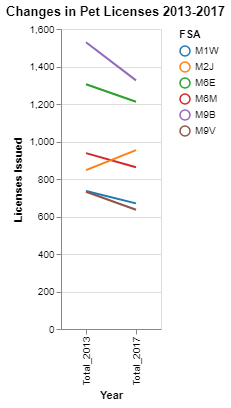 Changes in Pet Licenses 2013-2017
FSA
M1W
M2J
M6E
M6M
M9B
M9V
Licenses Issued
1,600
1,400
1,200
1,000
800
600
400
200
0
Total_2013
Total_2017
Year